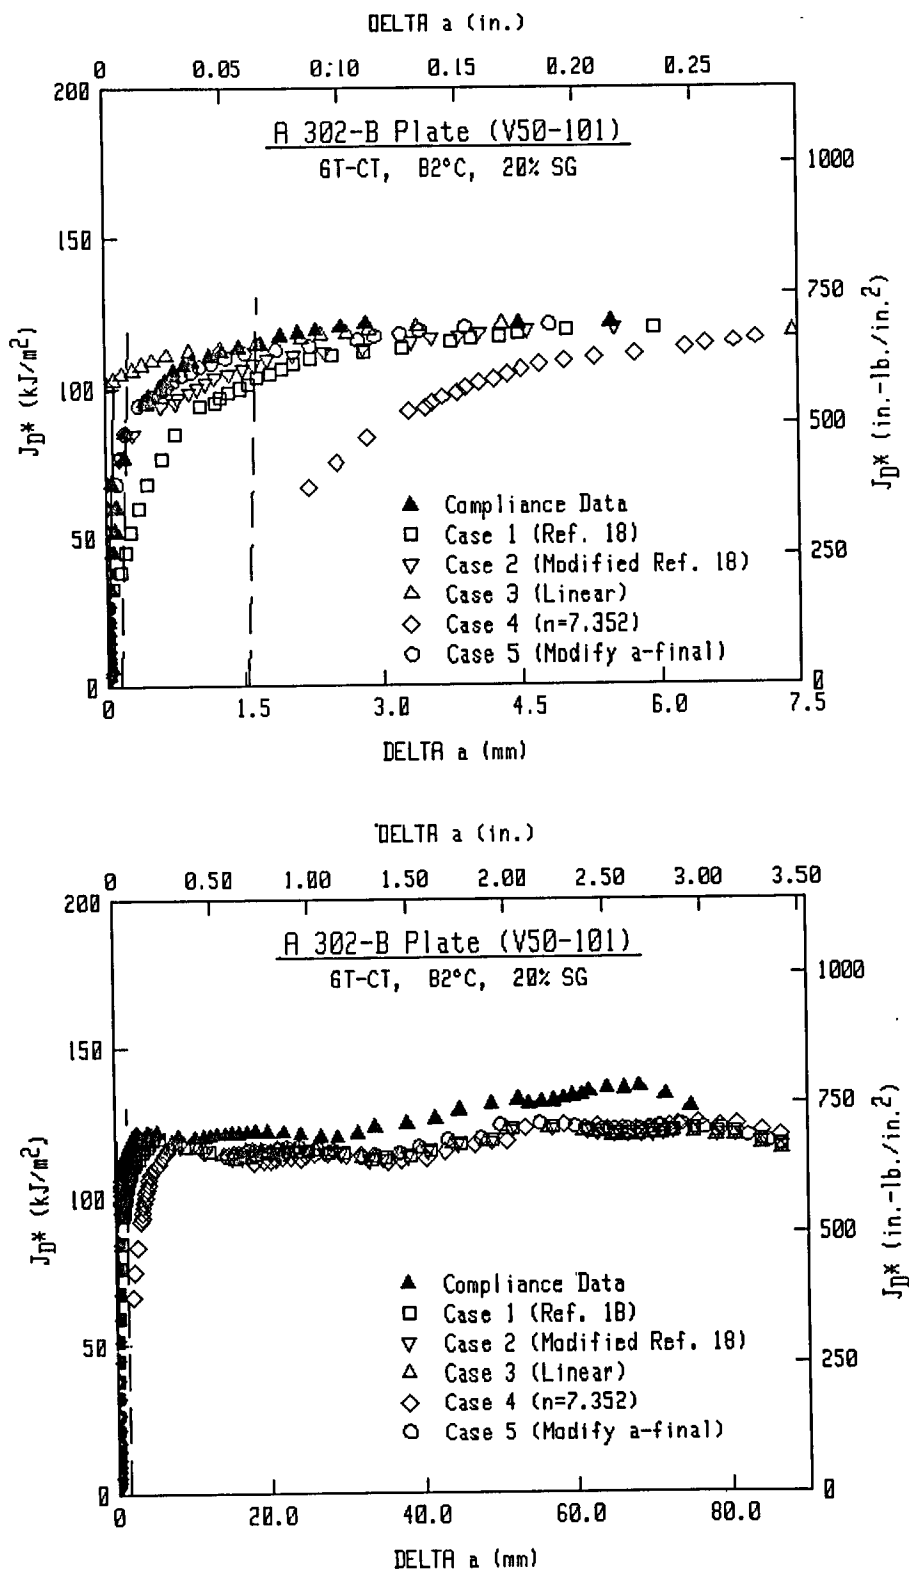 DELTA a (in.)
0 0.05 0.10 0.15 0.20 0.25
200
A 302-B Plate (V50-101)
6T-CT, 82°C, 20% SG
1000
150
750
J_D* (kJ/m²)
100
500
J_D* (in.-lb./in.²)
Compliance Data
Case 1 (Ref. 18)
50
Case 2 (Modified Ref. 18)
250
Case 3 (Linear)
Case 4 (n=7.352)
Case 5 (Modify a-final)
0
0
0 1.5 3.0 4.5 6.0 7.5
DELTA a (mm)
DELTA a (in.)
0 0.50 1.00 1.50 2.00 2.50 3.00 3.50
200
A 302-B Plate (V50-101)
6T-CT, 82°C, 20% SG
1000
150
750
J_D* (kJ/m²)
100
500
J_D* (in.-lb./in.²)
Compliance Data
Case 1 (Ref. 18)
Case 2 (Modified Ref. 18)
50
250
Case 3 (Linear)
Case 4 (n=7.352)
Case 5 (Modify a-final)
0
0
0 20.0 40.0 60.0 80.0
DELTA a (mm)